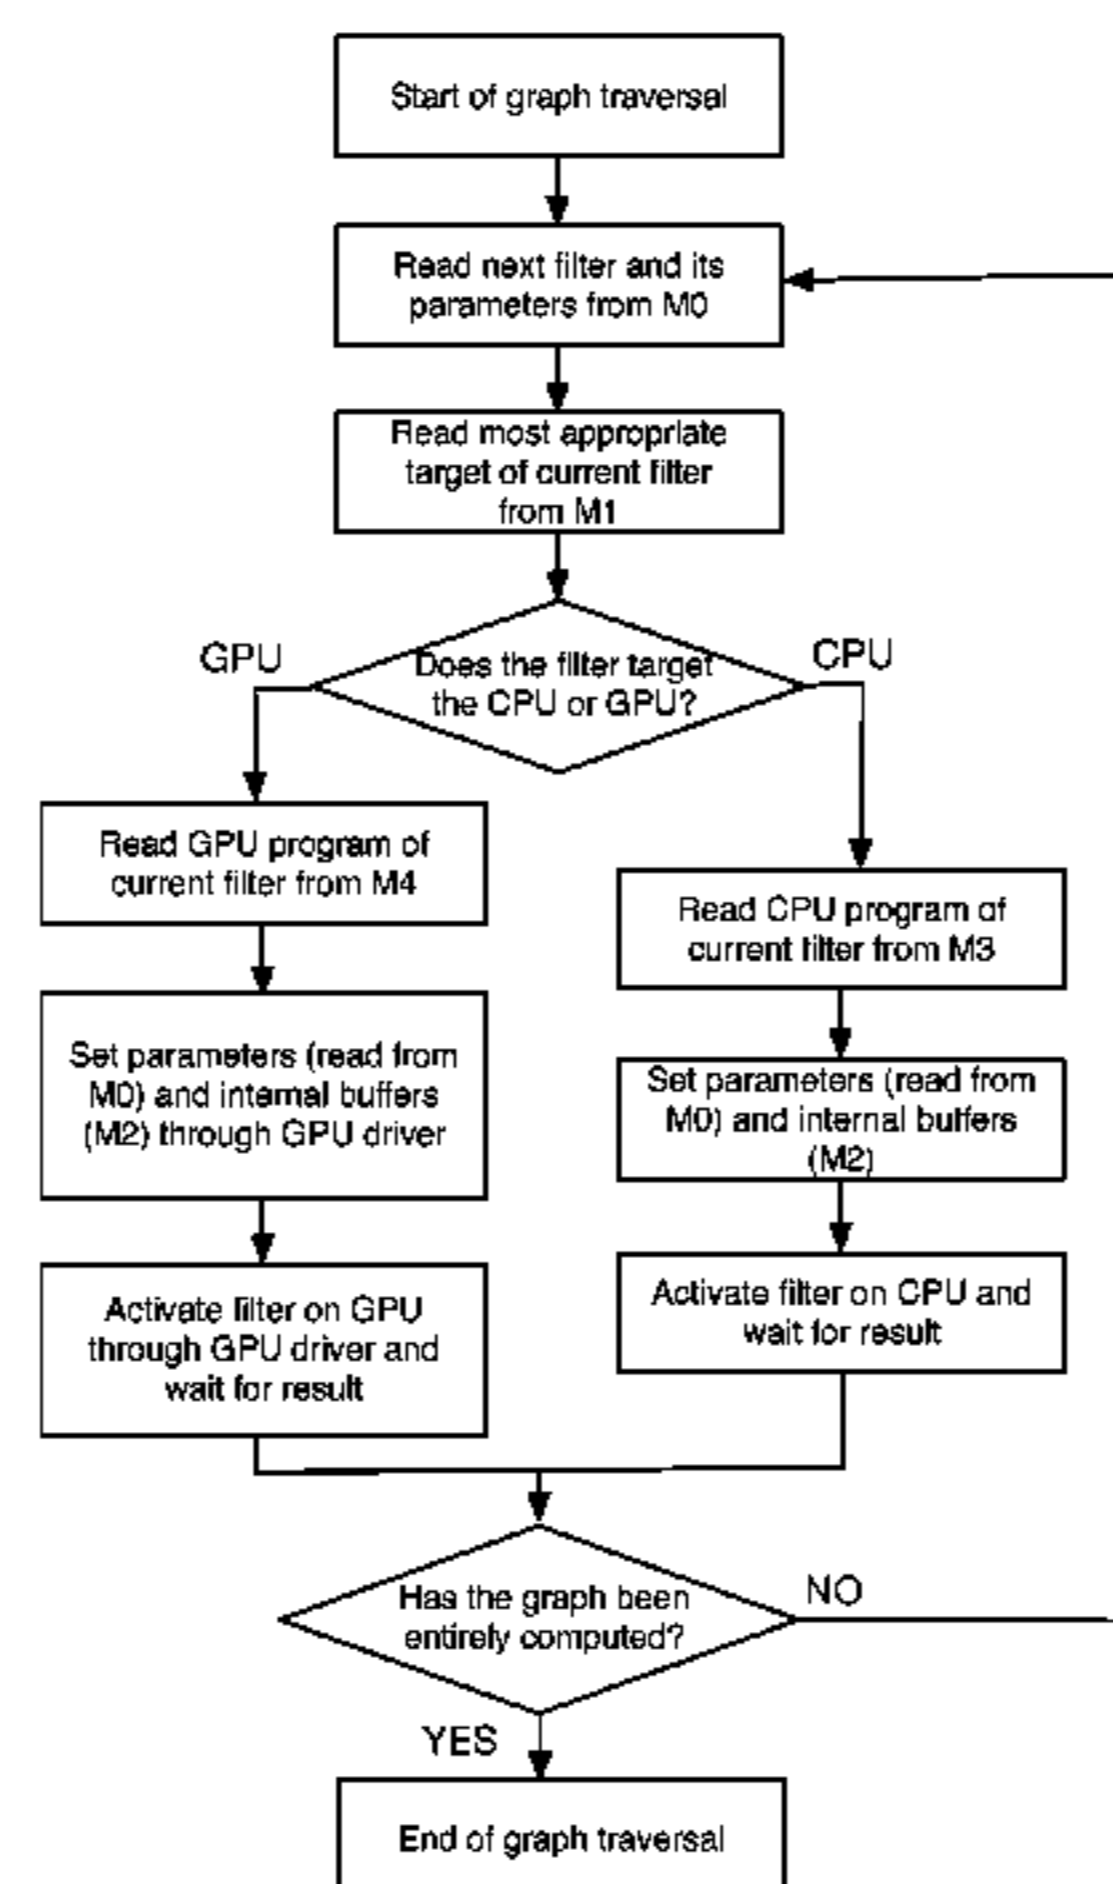 Start of graph traversal
Read next filter and its
parameters from M0
Read most appropriate
target of current filter
from M1
GPU
Does the filter target
the CPU or GPU?
CPU
Read GPU program of
current filter from M4
Read CPU program of
current filter from M3
Set parameters (read from
M0) and internal buffers
(M2) through GPU driver
Set parameters (read from
M0) and internal buffers
(M2)
Activate filter on GPU
through GPU driver and
wait for result
Activate filter on CPU and
wait for result
Has the graph been
entirely computed?
NO
YES
End of graph traversal